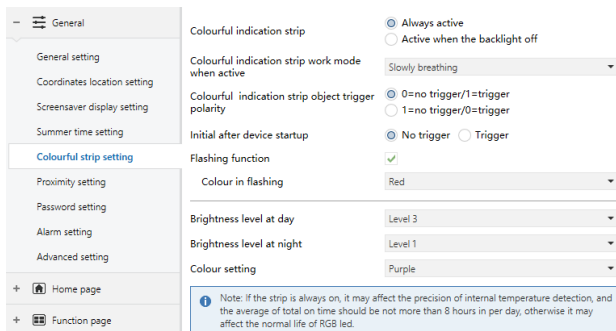 General
General setting
Coordinates location setting
Screensaver display setting
Summer time setting
Colourful strip setting
Proximity setting
Password setting
Alarm setting
Advanced setting
Home page
Function page
Colourful indication strip
Always active
Active when the backlight off
Colourful indication strip work mode
when active
Slowly breathing
Colourful indication strip object trigger
polarity
0=no trigger/1=trigger
1=no trigger/0=trigger
Initial after device startup
No trigger Trigger
Flashing function
Colour in flashing
Red
Brightness level at day
Level 3
Brightness level at night
Level 1
Colour setting
Purple
Note: If the strip is always on, it may affect the precision of internal temperature detection, and
the average of total on time should be not more than 8 hours in per day, otherwise it may
affect the normal life of RGB led.